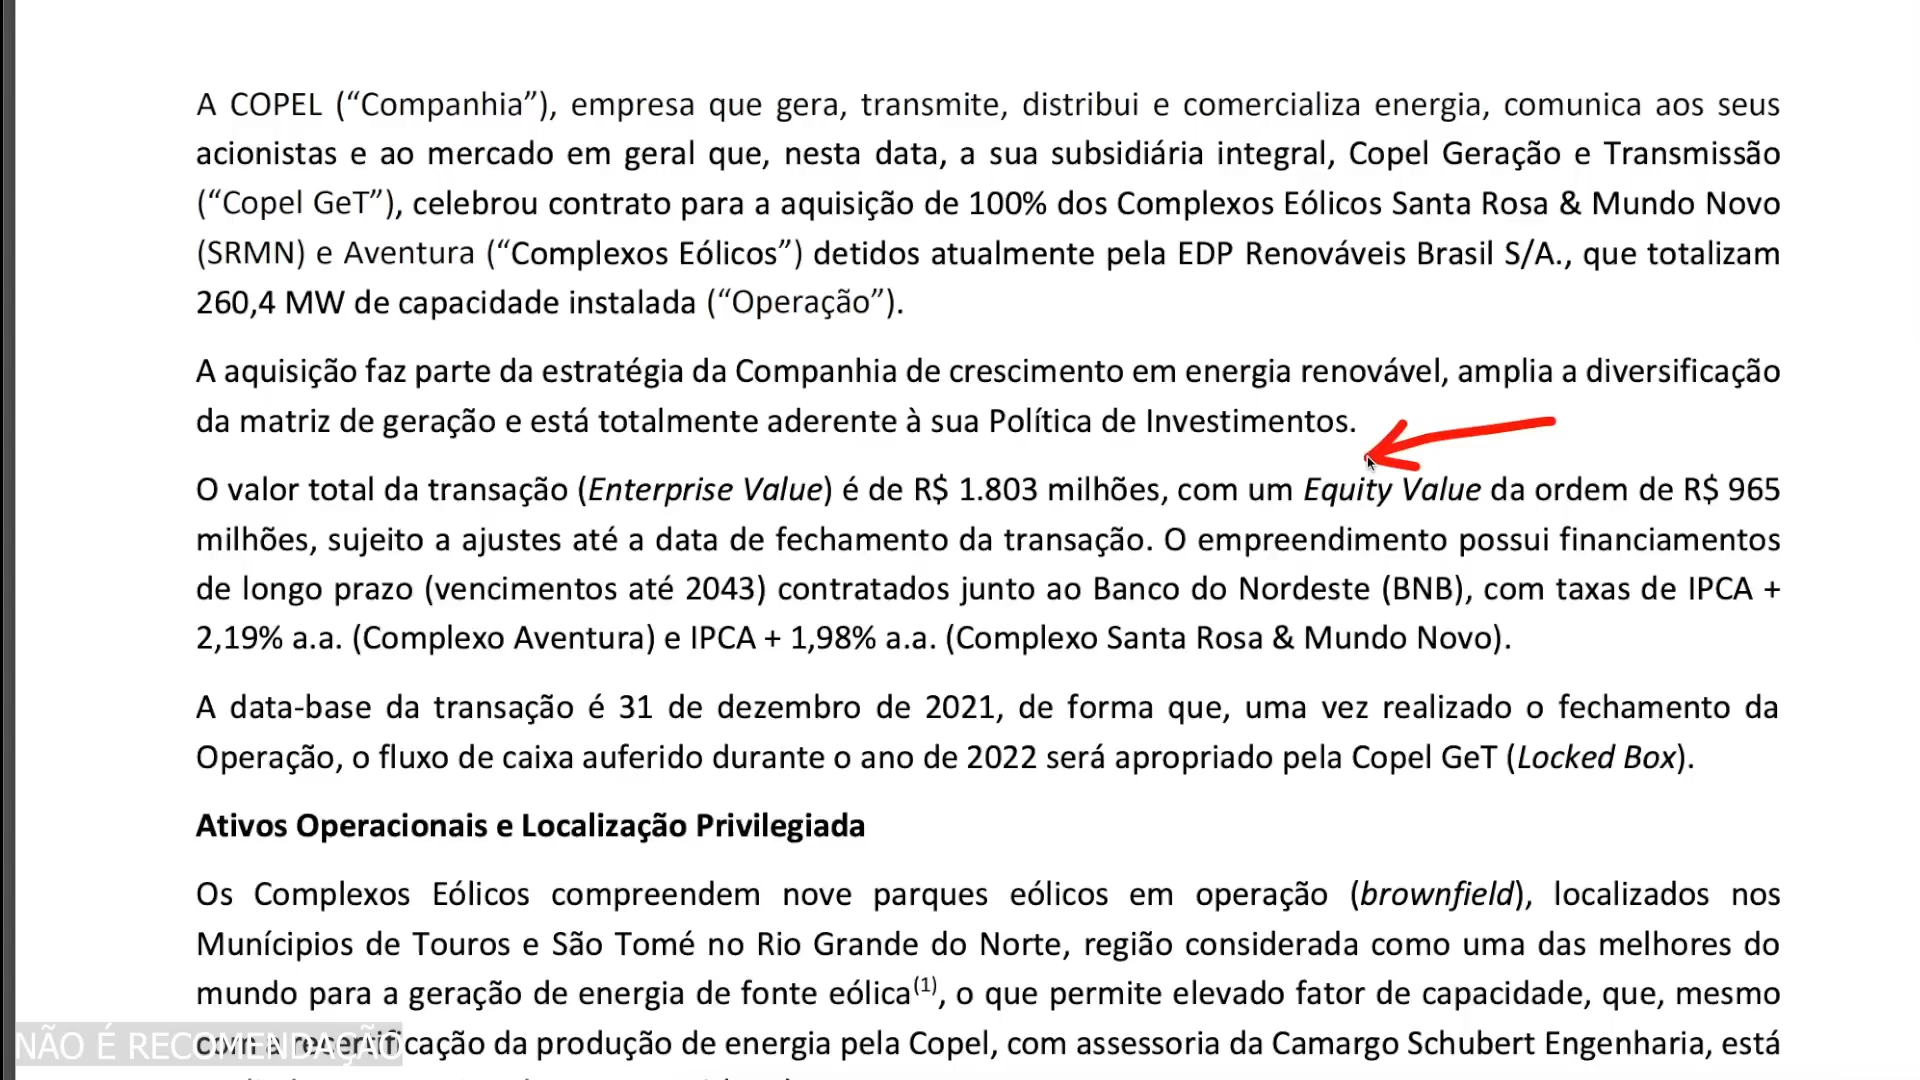 A COPEL (“Companhia”), empresa que gera, transmite, distribui e comercializa energia, comunica aos seus
acionistas e ao mercado em geral que, nesta data, a sua subsidiária integral, Copel Geração e Transmissão
(“Copel GeT”), celebrou contrato para a aquisição de 100% dos Complexos Eólicos Santa Rosa & Mundo Novo
(SRMN) e Aventura (“Complexos Eólicos”) detidos atualmente pela EDP Renováveis Brasil S/A., que totalizam
260,4 MW de capacidade instalada (“Operação”).
A aquisição faz parte da estratégia da Companhia de crescimento em energia renovável, amplia a diversificação
da matriz de geração e está totalmente aderente à sua Política de Investimentos.
O valor total da transação (Enterprise Value) é de R$ 1.803 milhões, com um Equity Value da ordem de R$ 965
milhões, sujeito a ajustes até a data de fechamento da transação. O empreendimento possui financiamentos
de longo prazo (vencimentos até 2043) contratados junto ao Banco do Nordeste (BNB), com taxas de IPCA +
2,19% a.a. (Complexo Aventura) e IPCA + 1,98% a.a. (Complexo Santa Rosa & Mundo Novo).
A data-base da transação é 31 de dezembro de 2021, de forma que, uma vez realizado o fechamento da
Operação, o fluxo de caixa auferido durante o ano de 2022 será apropriado pela Copel GeT (Locked Box).
Ativos Operacionais e Localização Privilegiada
Os Complexos Eólicos compreendem nove parques eólicos em operação (brownfield), localizados nos
Munícipios de Touros e São Tomé no Rio Grande do Norte, região considerada como uma das melhores do
mundo para a geração de energia de fonte eólica(1), o que permite elevado fator de capacidade, que, mesmo
com a recertificação da produção de energia pela Copel, com assessoria da Camargo Schubert Engenharia, está
NÃO É RECOMENDAÇÃO